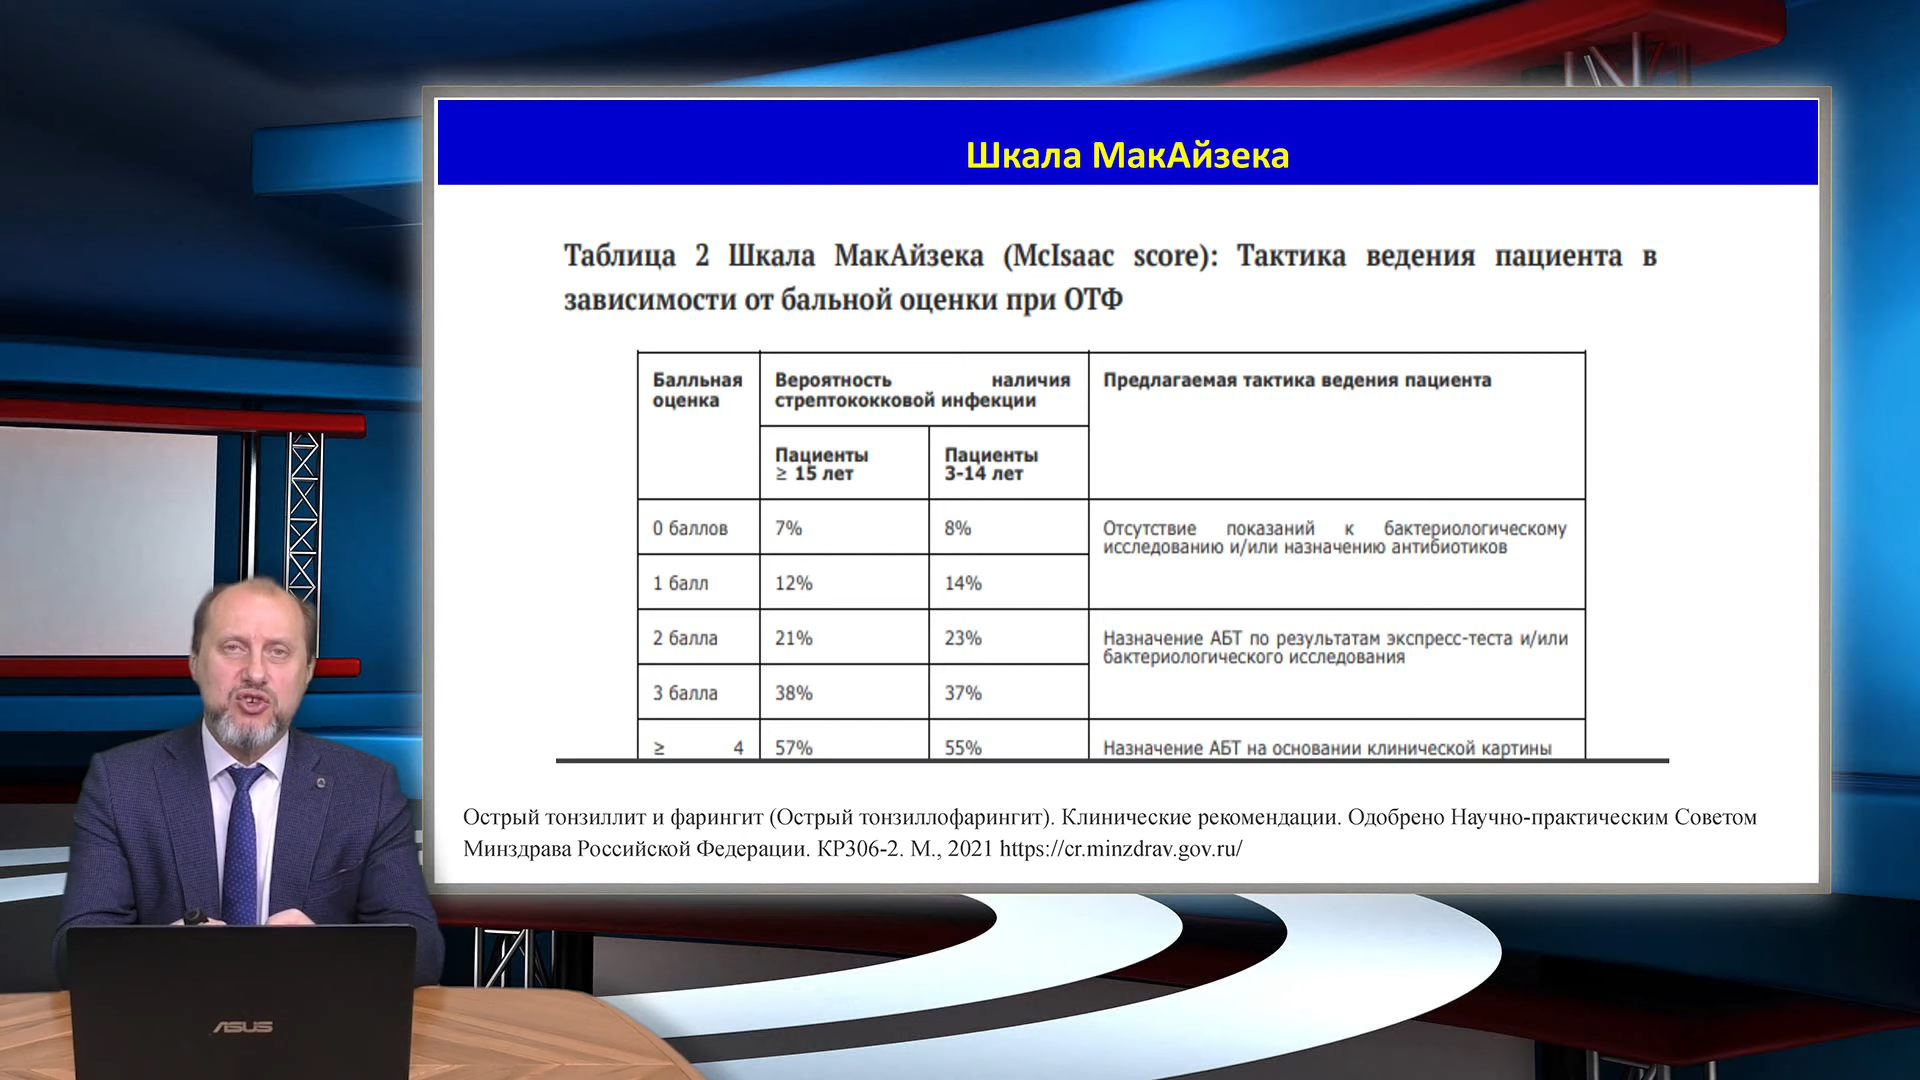 Шкала МакАйзека
Таблица 2 Шкала МакАйзека (McIsaac score): Тактика ведения пациента в
зависимости от бальной оценки при ОТФ
Балльная
оценка
Вероятность наличия
стрептококковой инфекции
Предлагаемая тактика ведения пациента
Пациенты
≥ 15 лет
Пациенты
3-14 лет
0 баллов
7%
8%
Отсутствие показаний к бактериологическому
исследованию и/или назначению антибиотиков
1 балл
12%
14%
2 балла
21%
23%
Назначение АБТ по результатам экспресс-теста и/или
бактериологического исследования
3 балла
38%
37%
≥ 4
57%
55%
Назначение АБТ на основании клинической картины
Острый тонзиллит и фарингит (Острый тонзиллофарингит). Клинические рекомендации. Одобрено Научно-практическим Советом
Минздрава Российской Федерации. КР306-2. М., 2021 https://cr.minzdrav.gov.ru/
ASUS